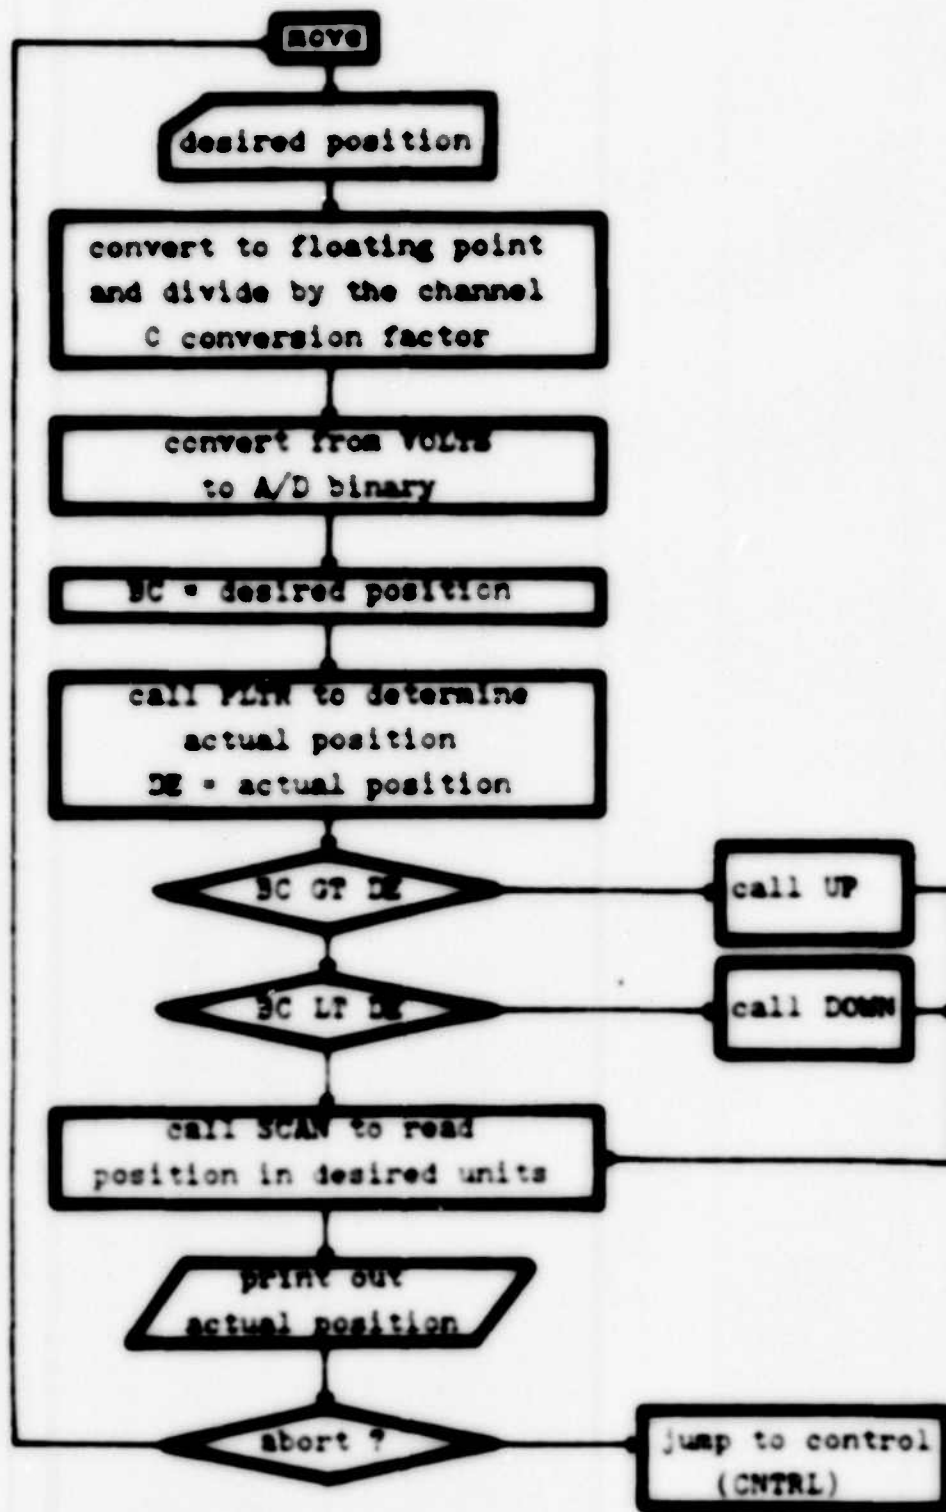 move
desired position
convert to floating point
and divide by the channel
C conversion factor
convert from VOLTS
to A/D binary
BC = desired position
call to determine
actual position
DE = actual position
BC GT DE
call UP
BC LT DE
call DOWN
call SCAN to read
position in desired units
print out
actual position
abort ?
jump to control
(CNTRL)